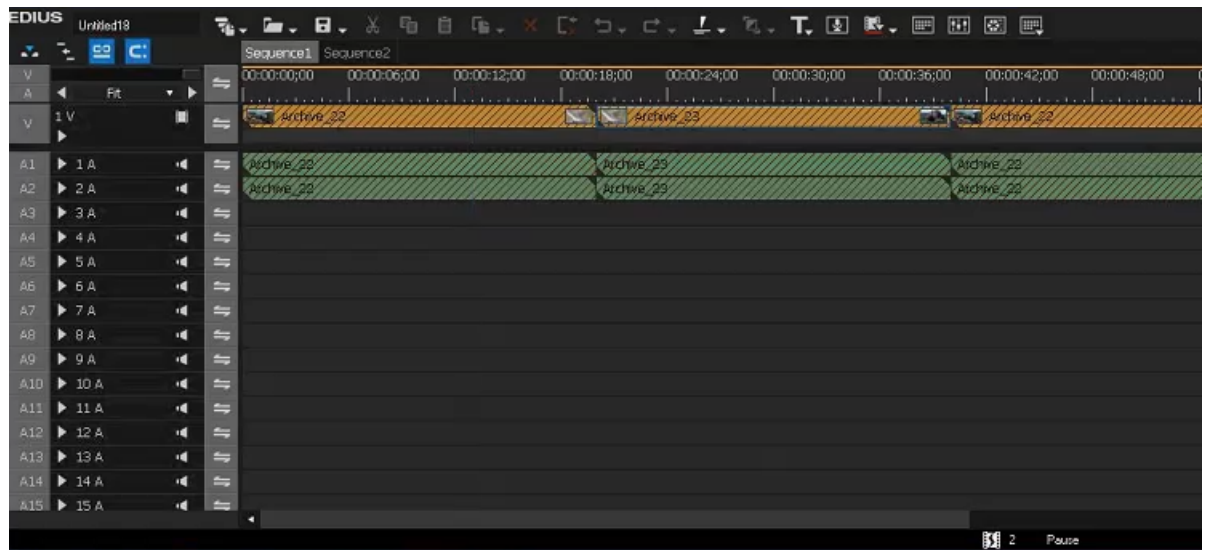 EDIUS Untitled18
Sequence1 Sequence2
V 00:00:00;00 00:00:06;00 00:00:12;00 00:00:18;00 00:00:24;00 00:00:30;00 00:00:36;00 00:00:42;00 00:00:48;00
A Fit
V 1 V Archive_22 Archive_23 Archive_22
A1 1 A Archive_22 Archive_23 Archive_22
A2 2 A Archive_22 Archive_23 Archive_22
A3 3 A
A4 4 A
A5 5 A
A6 6 A
A7 7 A
A8 8 A
A9 9 A
A10 10 A
A11 11 A
A12 12 A
A13 13 A
A14 14 A
A15 15 A
2 Pause